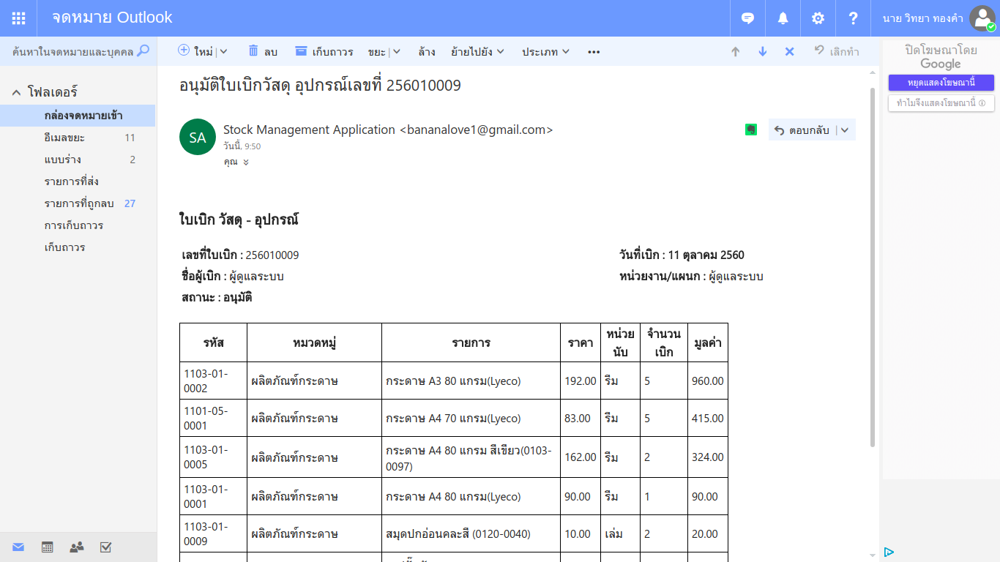 จดหมาย Outlook
นาย วิทยา ทองคำ
ค้นหาในจดหมายและบุคคล
ใหม่ | ลบ เก็บถาวร ขยะ | ล้าง ย้ายไปยัง ประเภท ••• เลิกทำ
โฟลเดอร์
กล่องจดหมายเข้า
อีเมลขยะ 11
แบบร่าง 2
รายการที่ส่ง
รายการที่ถูกลบ 27
การเก็บถาวร
เก็บถาวร
อนุมัติใบเบิกวัสดุ อุปกรณ์เลขที่ 256010009
SA
Stock Management Application <bananalove1@gmail.com>
วันนี้, 9:50
คุณ
ตอบกลับ |
ใบเบิก วัสดุ - อุปกรณ์
เลขที่ใบเบิก : 256010009 วันที่เบิก : 11 ตุลาคม 2560
ชื่อผู้เบิก : ผู้ดูแลระบบ หน่วยงาน/แผนก : ผู้ดูแลระบบ
สถานะ : อนุมัติ
รหัส หมวดหมู่ รายการ ราคา หน่วย จำนวน มูลค่า
นับ เบิก
1103-01-
0002 ผลิตภัณฑ์กระดาษ กระดาษ A3 80 แกรม(Lyeco) 192.00 รีม 5 960.00
1101-05-
0001 ผลิตภัณฑ์กระดาษ กระดาษ A4 70 แกรม(Lyeco) 83.00 รีม 5 415.00
1103-01- กระดาษ A4 80 แกรม สีเขียว(0103-
0005 ผลิตภัณฑ์กระดาษ 0097) 162.00 รีม 2 324.00
1103-01-
0001 ผลิตภัณฑ์กระดาษ กระดาษ A4 80 แกรม(Lyeco) 90.00 รีม 1 90.00
1103-01-
0009 ผลิตภัณฑ์กระดาษ สมุดปกอ่อนคละสี (0120-0040) 10.00 เล่ม 2 20.00
ปิดโฆษณาโดย
Google
หยุดแสดงโฆษณานี้
ทำไมจึงแสดงโฆษณานี้